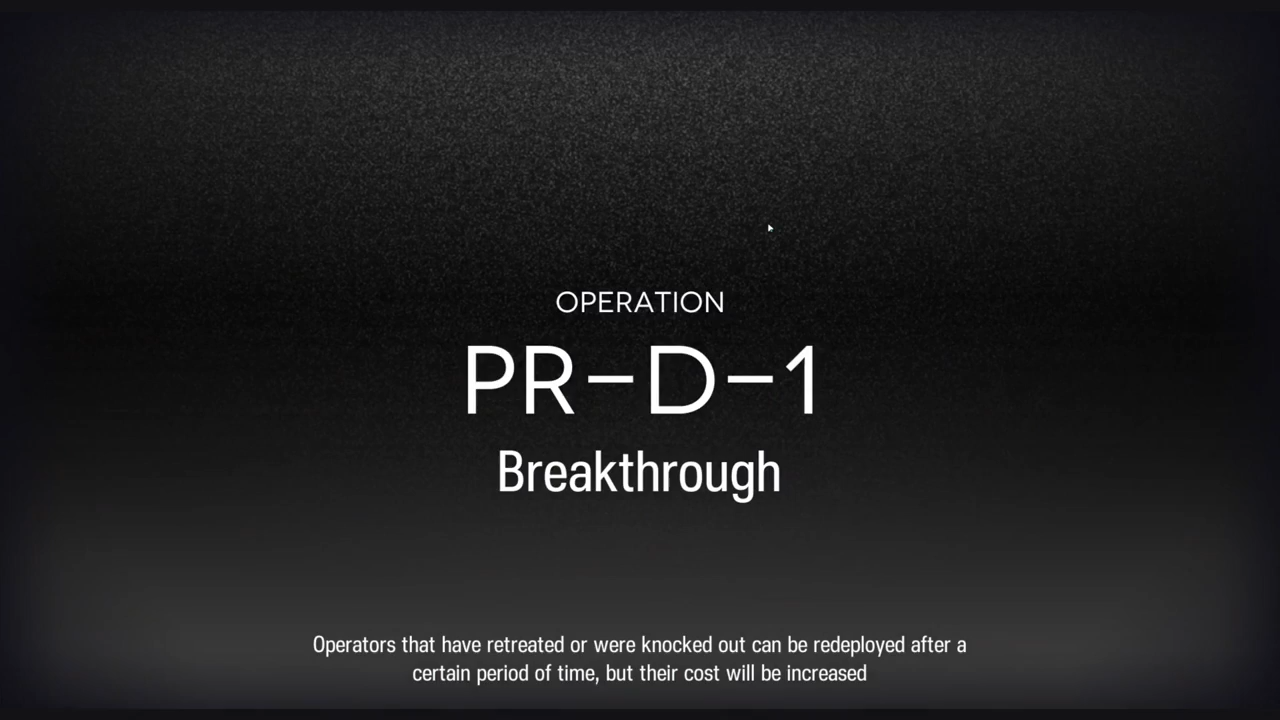 OPERATION
PR-D-1
Breakthrough
Operators that have retreated or were knocked out can be redeployed after a
certain period of time, but their cost will be increased